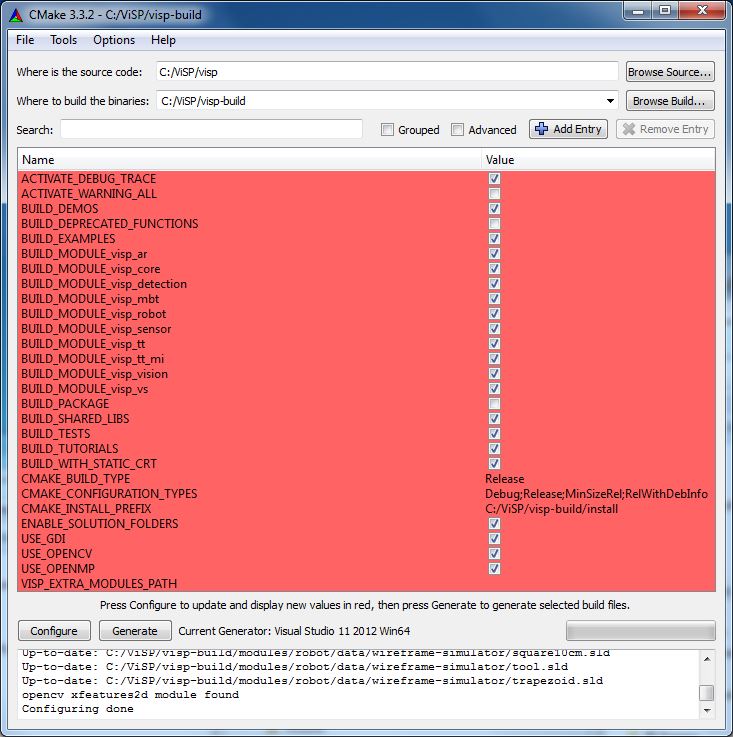 CMake 3.3.2 - C:/ViSP/visp-build
File Tools Options Help
Where is the source code: C:/ViSP/visp Browse Source...
Where to build the binaries: C:/ViSP/visp-build Browse Build...
Search: Grouped Advanced Add Entry Remove Entry
Name Value
ACTIVATE_DEBUG_TRACE
ACTIVATE_WARNING_ALL
BUILD_DEMOS
BUILD_DEPRECATED_FUNCTIONS
BUILD_EXAMPLES
BUILD_MODULE_visp_ar
BUILD_MODULE_visp_core
BUILD_MODULE_visp_detection
BUILD_MODULE_visp_mbt
BUILD_MODULE_visp_robot
BUILD_MODULE_visp_sensor
BUILD_MODULE_visp_tt
BUILD_MODULE_visp_tt_mi
BUILD_MODULE_visp_vision
BUILD_MODULE_visp_vs
BUILD_PACKAGE
BUILD_SHARED_LIBS
BUILD_TESTS
BUILD_TUTORIALS
BUILD_WITH_STATIC_CRT
CMAKE_BUILD_TYPE Release
CMAKE_CONFIGURATION_TYPES Debug;Release;MinSizeRel;RelWithDebInfo
CMAKE_INSTALL_PREFIX C:/ViSP/visp-build/install
ENABLE_SOLUTION_FOLDERS
USE_GDI
USE_OPENCV
USE_OPENMP
VISP_EXTRA_MODULES_PATH
Press Configure to update and display new values in red, then press Generate to generate selected build files.
Configure Generate Current Generator: Visual Studio 11 2012 Win64
Up-to-date: C:/ViSP/visp-build/modules/robot/data/wireframe-simulator/square10cm.sld
Up-to-date: C:/ViSP/visp-build/modules/robot/data/wireframe-simulator/tool.sld
Up-to-date: C:/ViSP/visp-build/modules/robot/data/wireframe-simulator/trapezoid.sld
opencv xfeatures2d module found
Configuring done